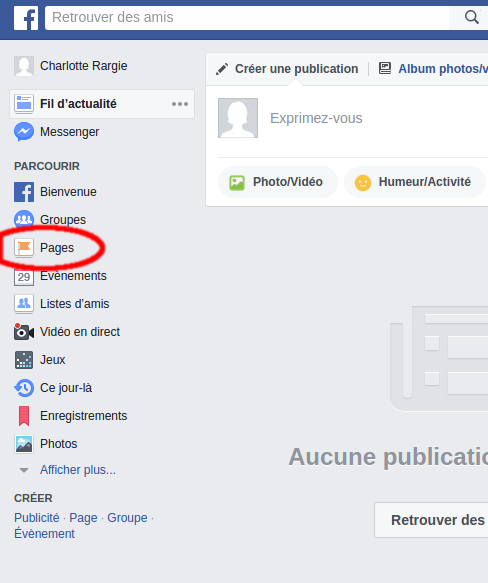 Retrouver des amis
Charlotte Rargie
Créer une publication
Album photos/v
Fil d'actualité
Exprimez-vous
Messenger
PARCOURIR
Photo/Vidéo
Humeur/Activité
Bienvenue
Groupes
Pages
29
Évènements
Listes d'amis
Vidéo en direct
Jeux
Ce jour-là
Enregistrements
Photos
Aucune publicatio
Afficher plus...
CRÉER
Publicité · Page · Groupe ·
Évènement
Retrouver des